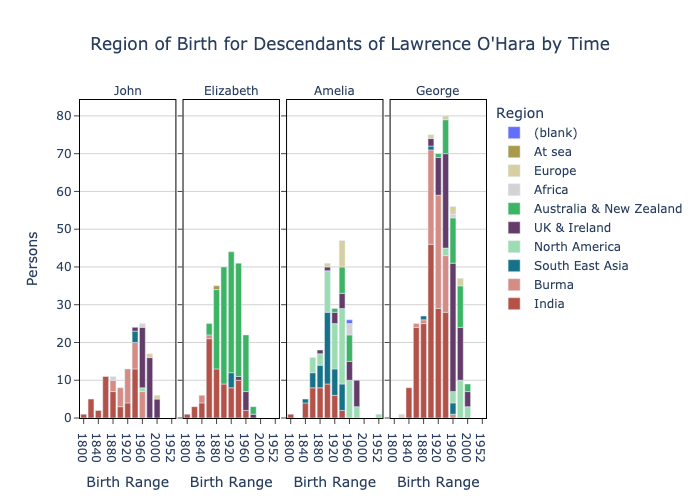 Region of Birth for Descendants of Lawrence O'Hara by Time
John Elizabeth Amelia George
Region
(blank)
At sea
Europe
Africa
Australia & New Zealand
UK & Ireland
North America
South East Asia
Burma
India
Persons
80
70
60
50
40
30
20
10
0
1800 1840 1880 1920 1960 2000 1952 1800 1840 1880 1920 1960 2000 1952 1800 1840 1880 1920 1960 2000 1952 1800 1840 1880 1920 1960 2000 1952
Birth Range Birth Range Birth Range Birth Range